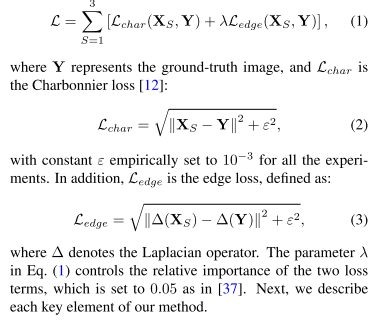 $$\mathcal{L} = \sum_{S=1}^{3} \left[ \mathcal{L}_{char}(\mathbf{X}_S, \mathbf{Y}) + \lambda \mathcal{L}_{edge}(\mathbf{X}_S, \mathbf{Y}) \right], \quad (1)$$
where Y represents the ground-truth image, and $\mathcal{L}_{char}$ is
the Charbonnier loss [12]:
$$\mathcal{L}_{char} = \sqrt{\left\| \mathbf{X}_S - \mathbf{Y} \right\|^2 + \varepsilon^2}, \quad (2)$$
with constant $\varepsilon$ empirically set to $10^{-3}$ for all the experi-
ments. In addition, $\mathcal{L}_{edge}$ is the edge loss, defined as:
$$\mathcal{L}_{edge} = \sqrt{\left\| \Delta(\mathbf{X}_S) - \Delta(\mathbf{Y}) \right\|^2 + \varepsilon^2}, \quad (3)$$
where $\Delta$ denotes the Laplacian operator. The parameter $\lambda$
in Eq. (1) controls the relative importance of the two loss
terms, which is set to 0.05 as in [37]. Next, we describe
each key element of our method.